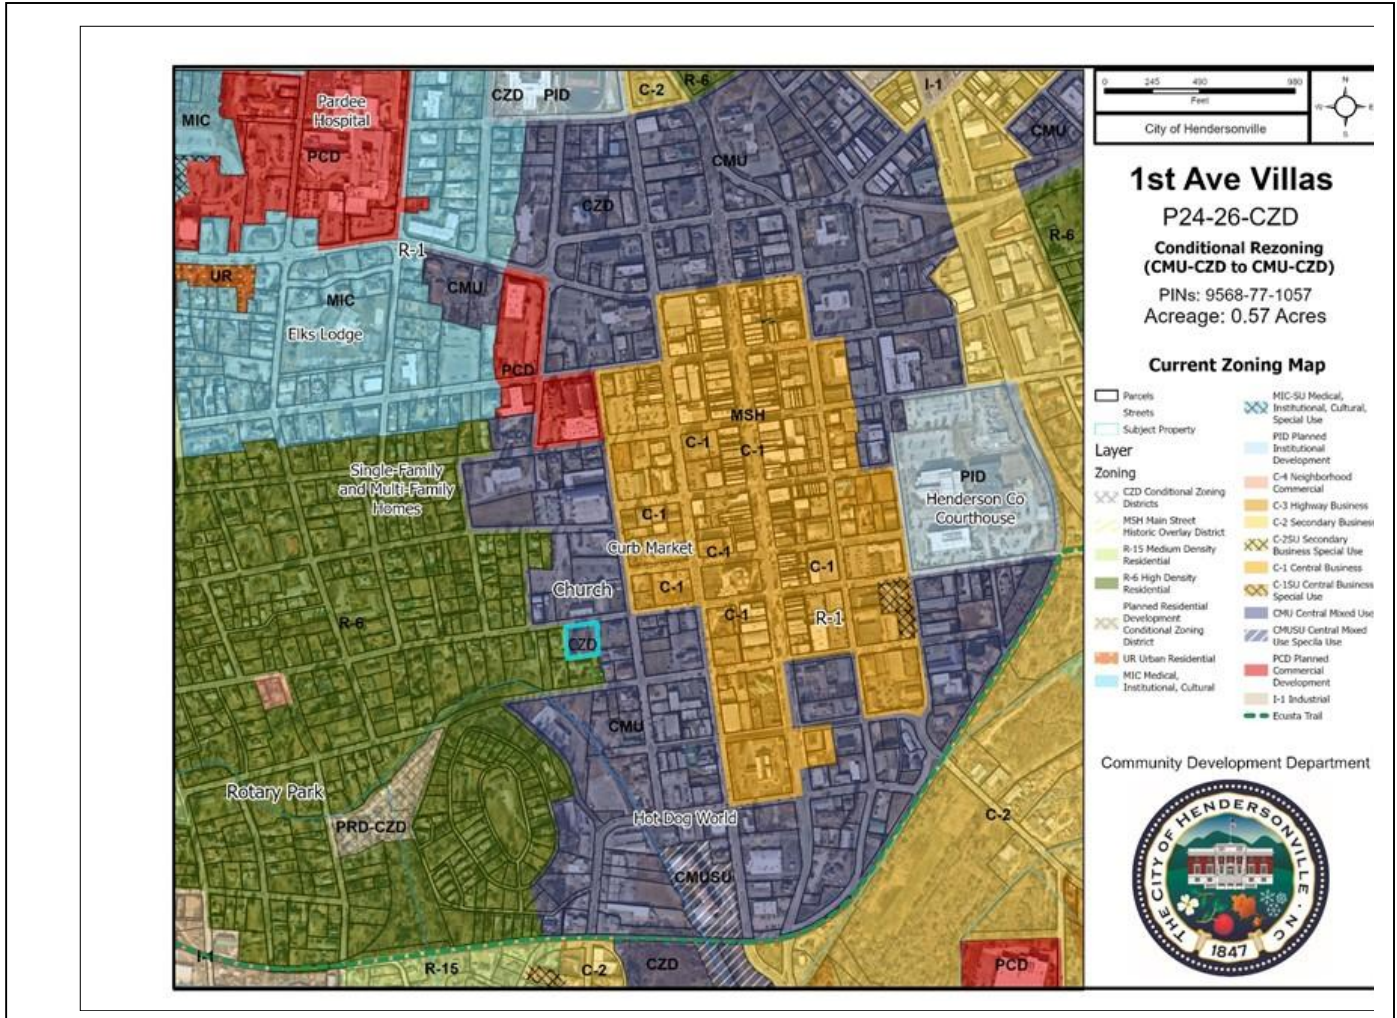 CZD PID
C-2
R-6
I-1
Pardee
Hospital
MIC
PCD
CMU
CMU
CZD
R-1
R-6
UR
MIC
CMU
Elks Lodge
PCD
MSH
C-1
C-1
Single-Family
and Multi-Family
Homes
PID
Henderson Co
Courthouse
C-1
Curb Market
C-1
C-1
C-1
Church
C-1
R-1
R-6
CZD
CMU
Rotary Park
PRD-CZD
Hot Dog World
C-2
CMUSU
I-1
R-15
C-2
CZD
PCD
0 245 490 980
Feet
City of Hendersonville
N
W E
S
1st Ave Villas
P24-26-CZD
Conditional Rezoning
(CMU-CZD to CMU-CZD)
PINs: 9568-77-1057
Acreage: 0.57 Acres
Current Zoning Map
Parcels
Streets
Subject Property
Layer
Zoning
CZD Conditional Zoning
Districts
MSH Main Street
Historic Overlay District
R-15 Medium Density
Residential
R-6 High Density
Residential
Planned Residential
Development
Conditional Zoning
District
UR Urban Residential
MIC Medical,
Institutional, Cultural
MIC-SU Medical,
Institutional, Cultural,
Special Use
PID Planned
Institutional
Development
C-4 Neighborhood
Commercial
C-3 Highway Business
C-2 Secondary Business
C-2SU Secondary
Business Special Use
C-1 Central Business
C-1SU Central Business
Special Use
CMU Central Mixed Use
CMUSU Central Mixed
Use Specila Use
PCD Planned
Commercial
Development
I-1 Industrial
Ecusta Trail
Community Development Department
THE CITY OF HENDERSONVILLE · N.C.
1847